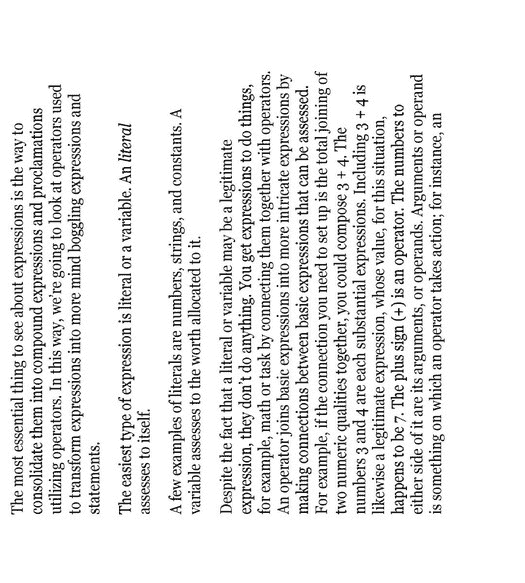 The most essential thing to see about expressions is the way to
consolidate them into compound expressions and proclamations
utilizing operators. In this way, we're going to look at operators used
to transform expressions into more mind boggling expressions and
statements.
The easiest type of expression is literal or a variable. An literal
assesses to itself.
A few examples of literals are numbers, strings, and constants. A
variable assesses to the worth allocated to it.
Despite the fact that a literal or variable may be a legitimate
expression, they don't do anything. You get expressions to do things,
for example, math or task by connecting them together with operators.
An operator joins basic expressions into more intricate expressions by
making connections between basic expressions that can be assessed.
For example, if the connection you need to set up is the total joining of
two numeric qualities together, you could compose 3 + 4. The
numbers 3 and 4 are each substantial expressions. Including 3 + 4 is
likewise a legitimate expression, whose value, for this situation,
happens to be 7. The plus sign (+) is an operator. The numbers to
either side of it are its arguments, or operands. Arguments or operand
is something on which an operator takes action; for instance, an